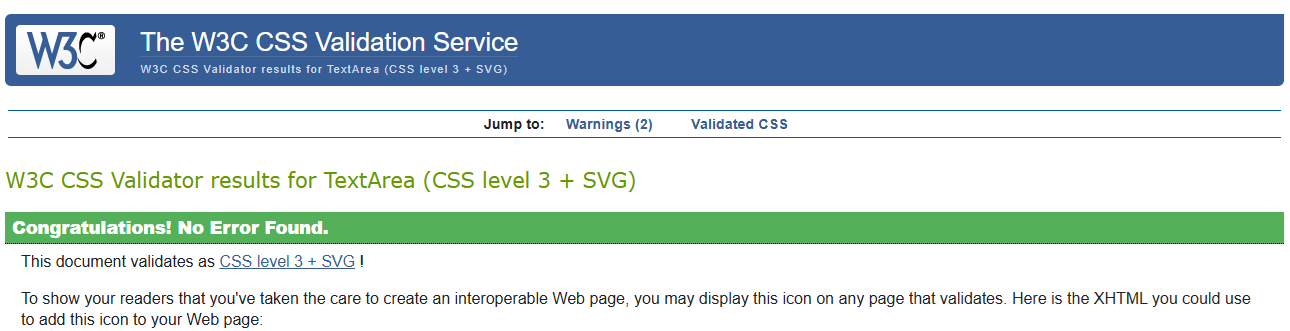 W3C®
The W3C CSS Validation Service
W3C CSS Validator results for TextArea (CSS level 3 + SVG)
Jump to: Warnings (2) Validated CSS
W3C CSS Validator results for TextArea (CSS level 3 + SVG)
Congratulations! No Error Found.
This document validates as CSS level 3 + SVG !
To show your readers that you've taken the care to create an interoperable Web page, you may display this icon on any page that validates. Here is the XHTML you could use
to add this icon to your Web page: